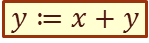 y := x + y